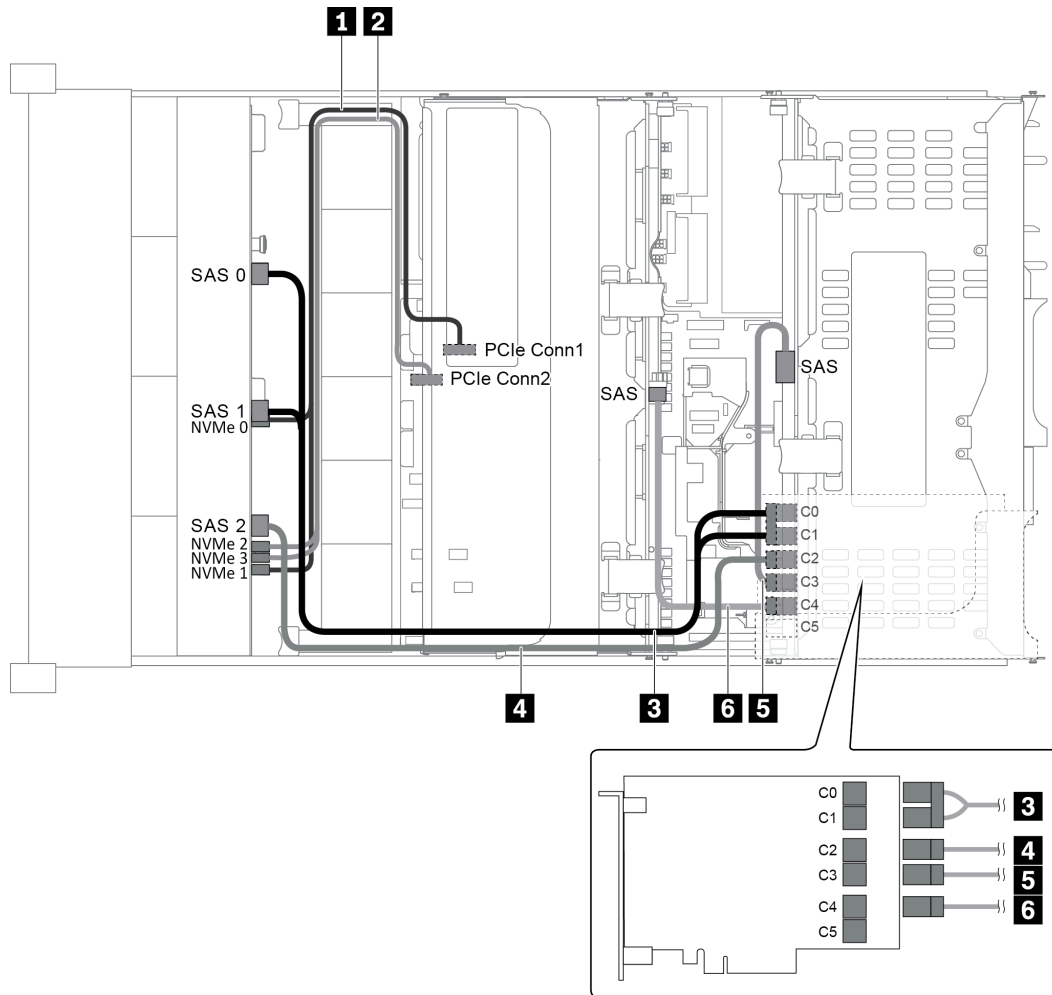 1 2
SAS 0
PCIe Conn1
SAS
PCIe Conn2
SAS
SAS 1
NVMe 0
C0
SAS 2
C1
NVMe 2
C2
NVMe 3
NVMe 1
C3
C4
C5
4 3 6 5
C0
3
C1
C2
4
C3
5
C4
6
C5